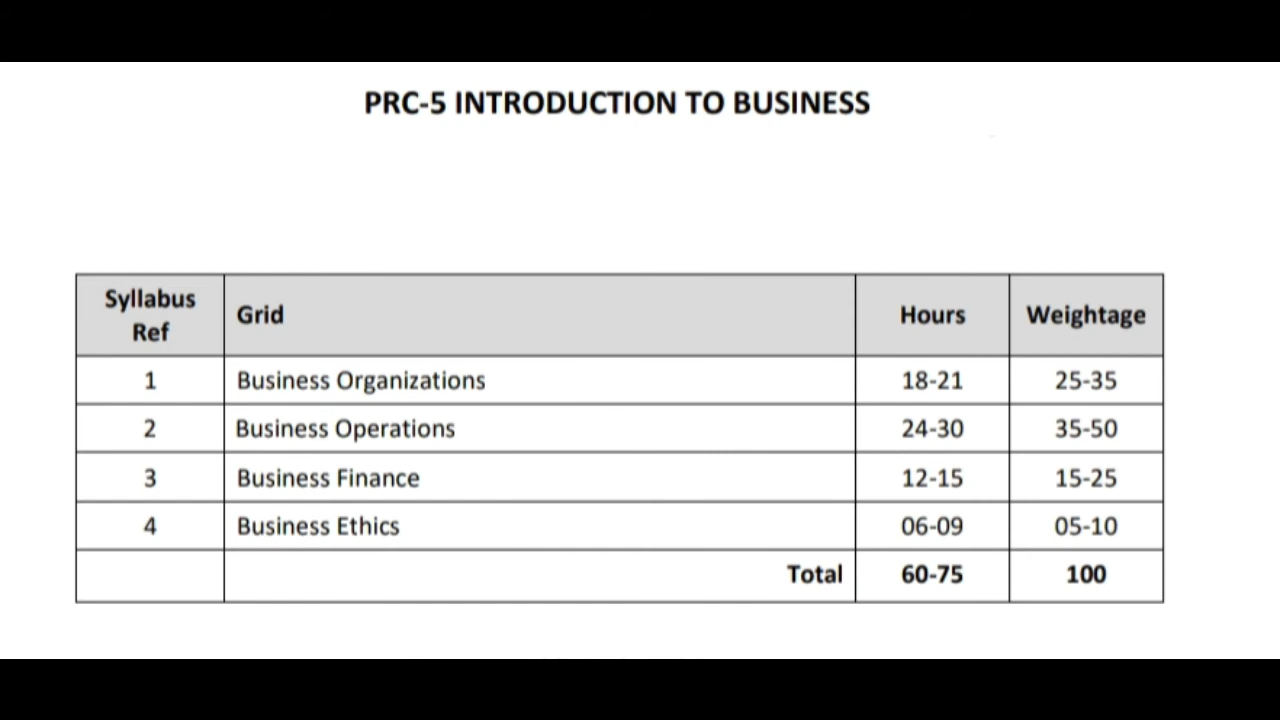 PRC-5 INTRODUCTION TO BUSINESS
Syllabus Ref Grid Hours Weightage
1 Business Organizations 18-21 25-35
2 Business Operations 24-30 35-50
3 Business Finance 12-15 15-25
4 Business Ethics 06-09 05-10
Total 60-75 100